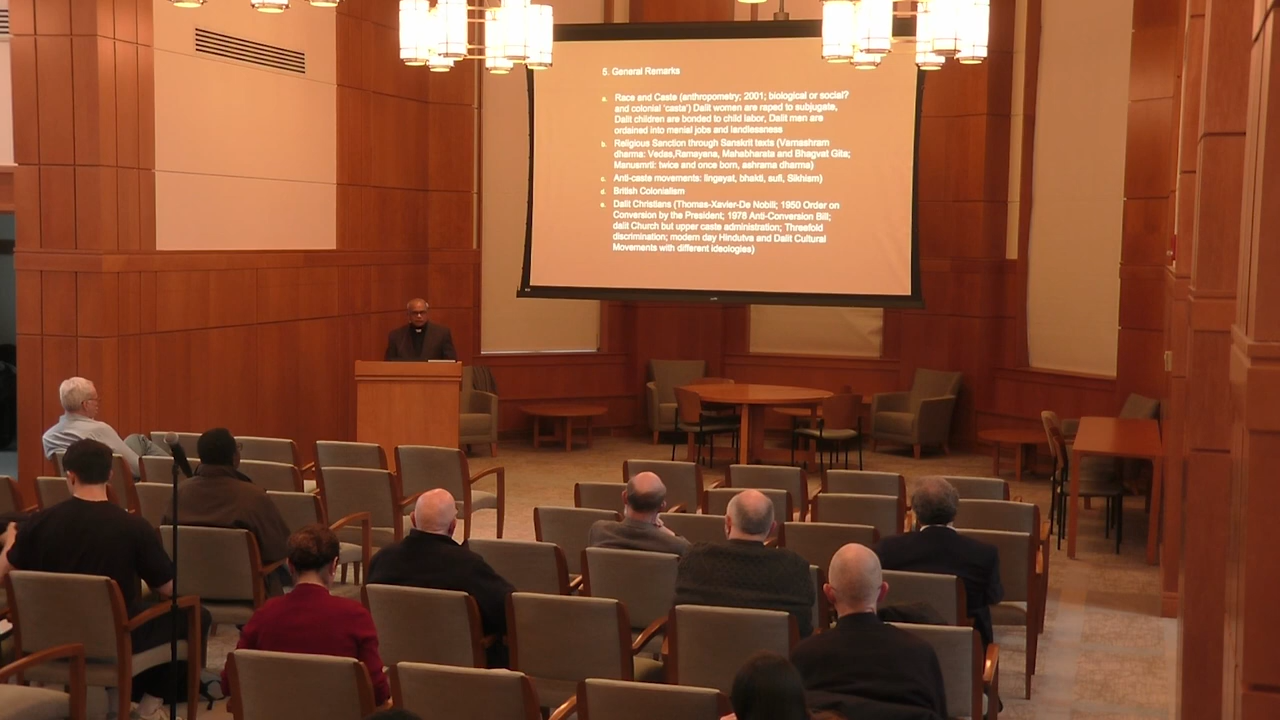 5. General Remarks
a. Race and Caste (anthropometry; 2001; biological or social?
and colonial 'casta') Dalit women are raped to subjugate,
Dalit children are bonded to child labor, Dalit men are
ordained into menial jobs and landlessness
b. Religious Sanction through Sanskrit texts (Varnashram
dharma: Vedas,Ramayana, Mahabharata and Bhagvat Gita;
Manusmrti: twice and once born, ashrama dharma)
c. Anti-caste movements: lingayat, bhakti, sufi, Sikhism)
d. British Colonialism
e. Dalit Christians (Thomas-Xavier-De Nobili; 1950 Order on
Conversion by the President; 1978 Anti-Conversion Bill;
dalit Church but upper caste administration; Threefold
discrimination; modern day Hindutva and Dalit Cultural
Movements with different ideologies)